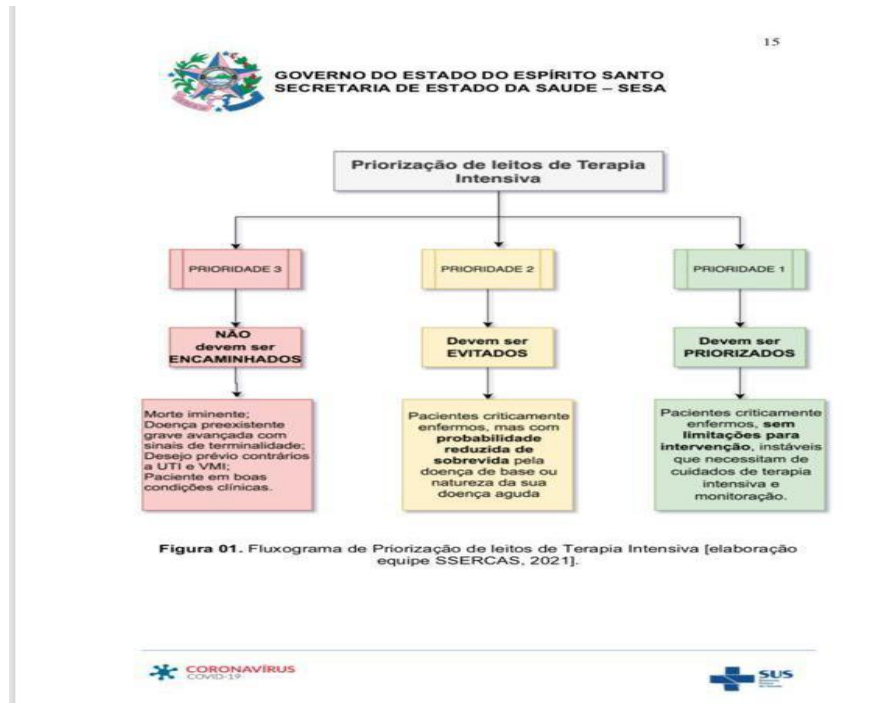 15
GOVERNO DO ESTADO DO ESPÍRITO SANTO
SECRETARIA DE ESTADO DA SAUDE – SESA
Priorização de leitos de Terapia
Intensiva
PRIORIDADE 3
PRIORIDADE 2
PRIORIDADE 1
NÃO
devem ser
ENCAMINHADOS
Devem ser
EVITADOS
Devem ser
PRIORIZADOS
Morte iminente;
Doença preexistente
grave avançada com
sinais de terminalidade;
Desejo prévio contrários
a UTI e VMI;
Paciente em boas
condições clínicas.
Pacientes criticamente
enfermos, mas com
probabilidade
reduzida de
sobrevida pela
doença de base ou
natureza da sua
doença aguda
Pacientes criticamente
enfermos, sem
limitações para
intervenção, instáveis
que necessitam de
cuidados de terapia
intensiva e
monitoração.
Figura 01. Fluxograma de Priorização de leitos de Terapia Intensiva [elaboração
equipe SSERCAS, 2021].
CORONAVÍRUS
COVID-19
SUS